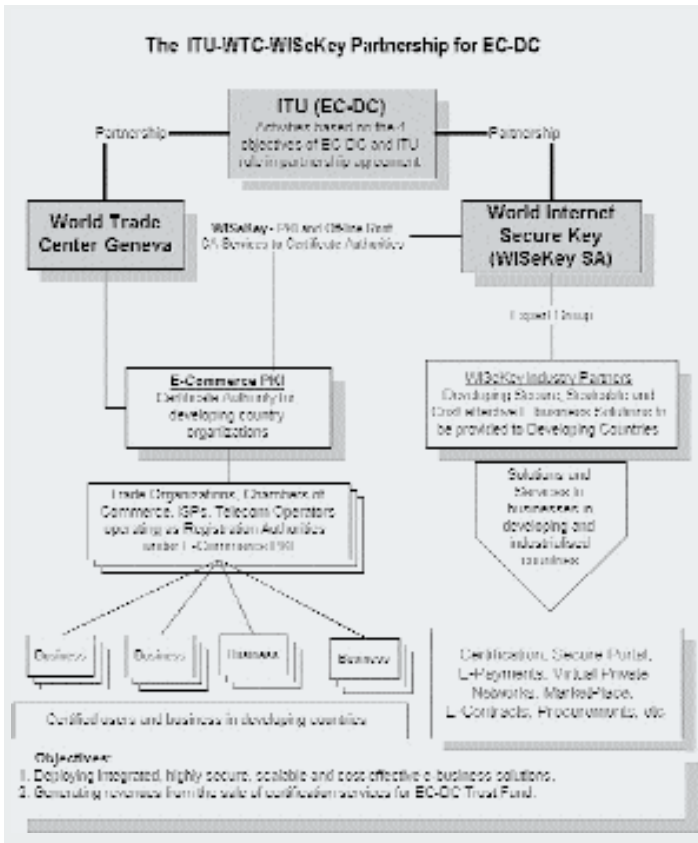 The ITU-WTC-WISeKey Partnership for EC-DC
ITU (EC-DC)
Activities based on the 4
objectives of EC-DC and ITU
role in partnership agreement
Partnership
Partnership
World Trade
Center Geneva
WISeKey - PKI and Off-line Root
CA Services to Certificate Authorities
World Internet
Secure Key
(WISeKey SA)
Expert Group
E-Commerce PKI
Certificate Authority for
developing country
organizations
WISeKey Industry Partners
Developing Secure, Scaleable and
Cost effective E-business Solutions to
be provided to Developing Countries
Trade Organizations, Chambers of
Commerce, ISPs, Telecom Operators
operating as Registration Authorities
under E-Commerce PKI
Solutions and
Services to
businesses in
developing and
industrialised
countries
Business
Business
Business
Business
Certified users and business in developing countries
Certification, Secure Portal,
E-Payments, Virtual Private
Networks, MarketPlace,
E-Contracts, Procurements, etc
Objectives:
1. Deploying integrated, highly secure, scalable and cost effective e-business solutions.
2. Generating revenues from the sale of certification services for EC-DC Trust Fund.